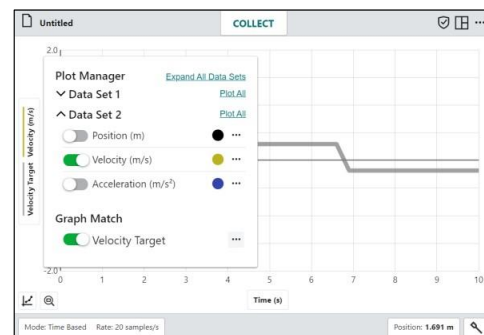 Untitled
COLLECT
2.0
Plot Manager Expand All Data Sets
Data Set 1 Plot All
Data Set 2 Plot All
Position (m)
Velocity (m/s)
Acceleration (m/s²)
Graph Match
Velocity Target
Velocity (m/s)
Velocity Target
-2.0
0 1 2 3 4 5 6 7 8 9 10
Time (s)
Mode: Time Based Rate: 20 samples/s Position: 1.691 m